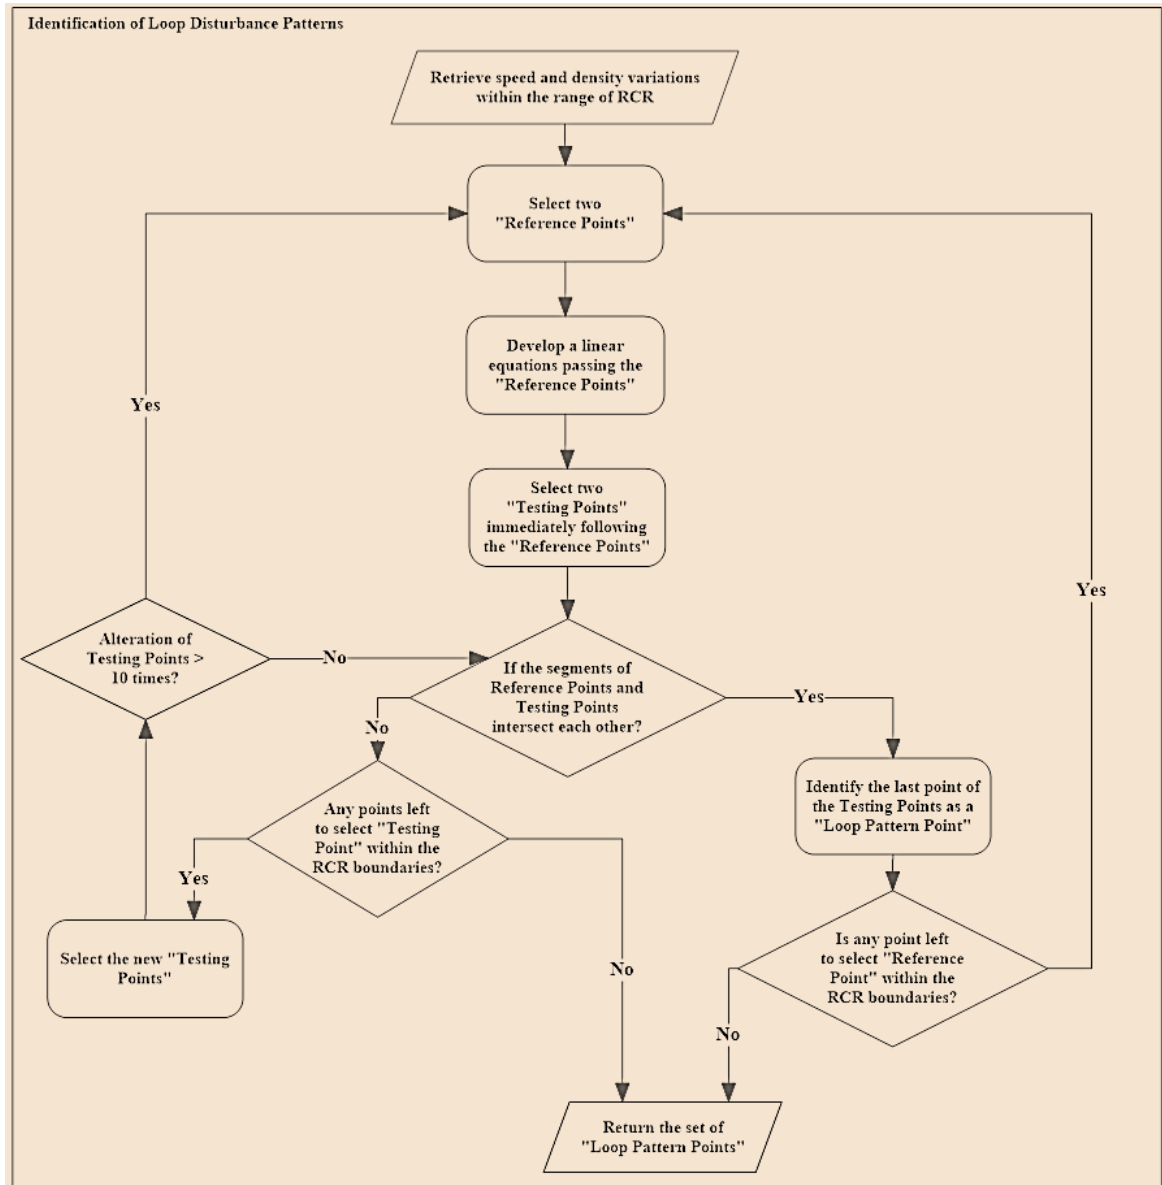 Identification of Loop Disturbance Patterns
Retrieve speed and density variations
within the range of RCR
Select two
"Reference Points"
Develop a linear
equations passing the
"Reference Points"
Yes
Select two
"Testing Points"
immediately following
the "Reference Points"
Yes
Alteration of
Testing Points >
10 times?
No
If the segments of
Reference Points and
Testing Points
intersect each other?
Yes
No
Identify the last point of
the Testing Points as a
"Loop Pattern Point"
Any points left
to select "Testing
Point" within the
RCR boundaries?
Yes
Select the new "Testing
Points"
No
Is any point left
to select "Reference
Point" within the
RCR boundaries?
No
Return the set of
"Loop Pattern Points"